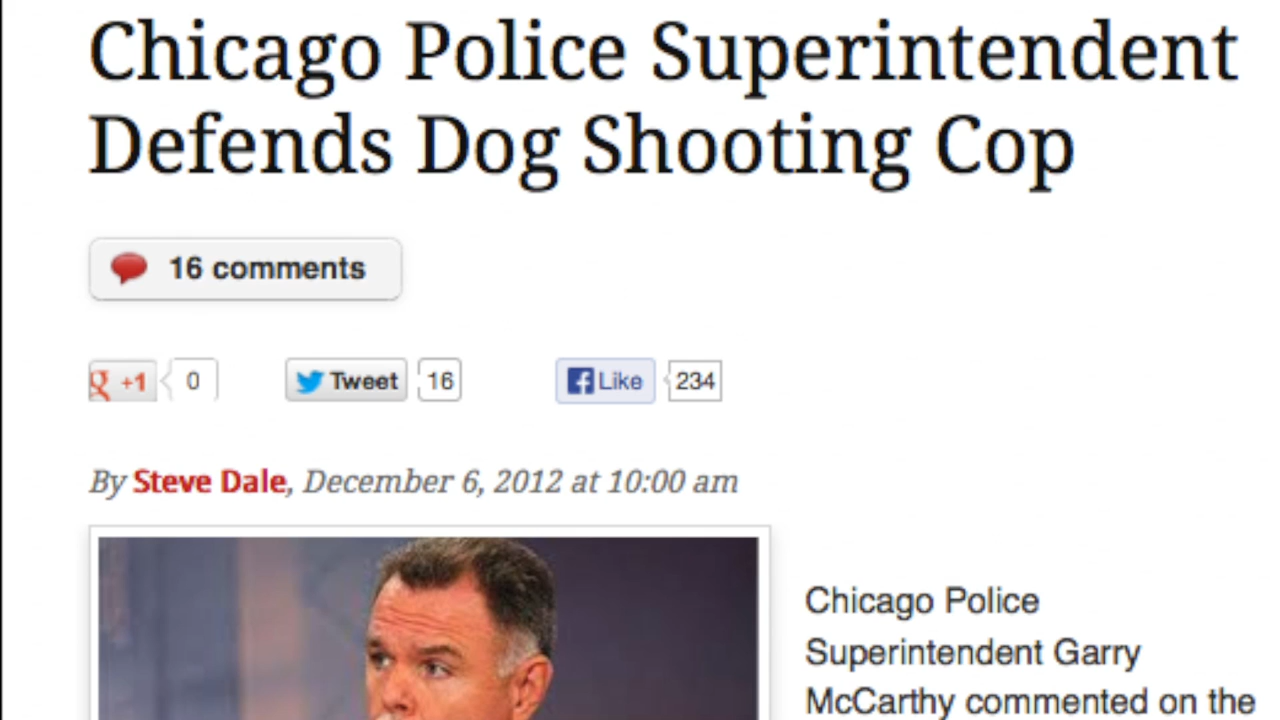 Chicago Police Superintendent
Defends Dog Shooting Cop
16 comments
+1 0 Tweet 16 Like 234
By Steve Dale, December 6, 2012 at 10:00 am
Chicago Police
Superintendent Garry
McCarthy commented on the